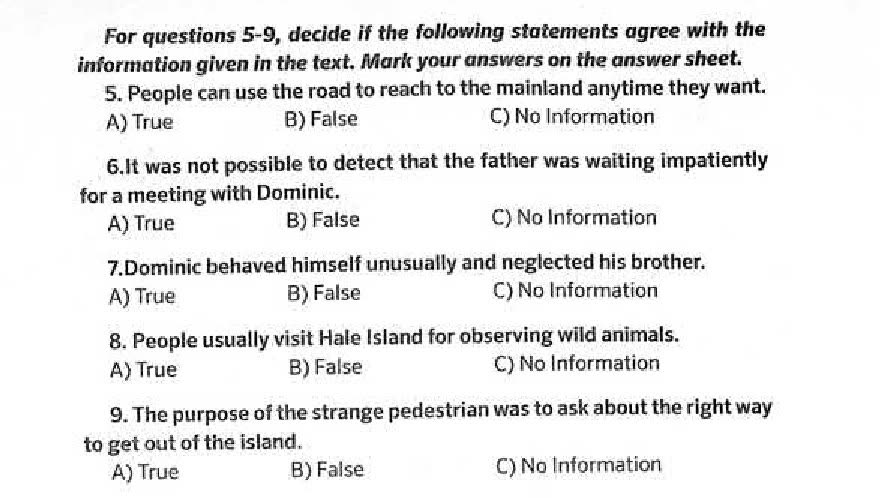 For questions 5-9, decide if the following statements agree with the
information given in the text. Mark your answers on the answer sheet.
5. People can use the road to reach to the mainland anytime they want.
A) True B) False C) No Information
6.It was not possible to detect that the father was waiting impatiently
for a meeting with Dominic.
A) True B) False C) No Information
7.Dominic behaved himself unusually and neglected his brother.
A) True B) False C) No Information
8. People usually visit Hale Island for observing wild animals.
A) True B) False C) No Information
9. The purpose of the strange pedestrian was to ask about the right way
to get out of the island.
A) True B) False C) No Information